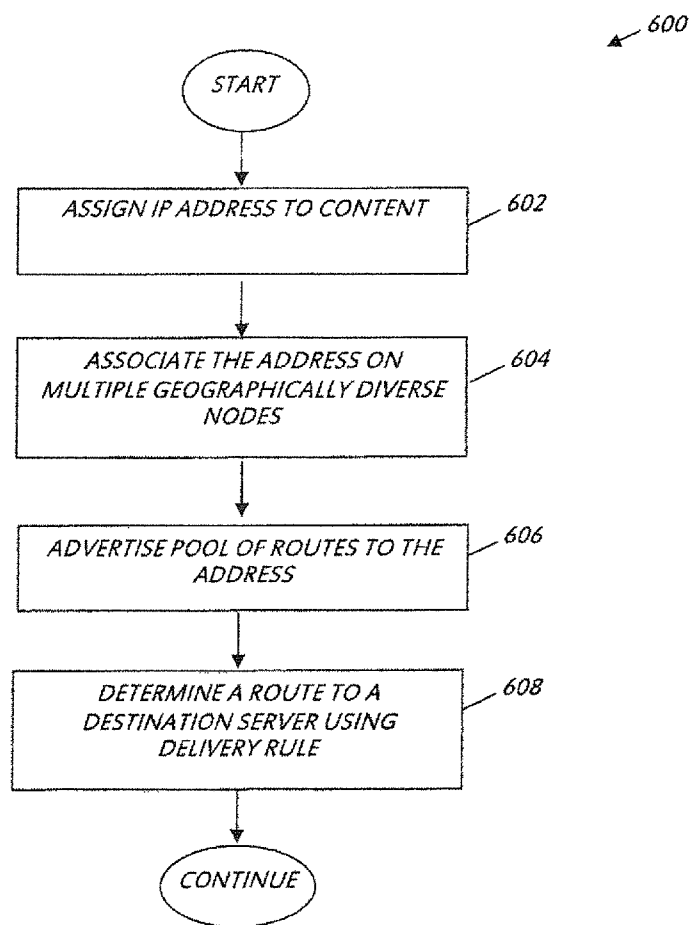 600
START
ASSIGN IP ADDRESS TO CONTENT
602
ASSOCIATE THE ADDRESS ON
MULTIPLE GEOGRAPHICALLY DIVERSE
NODES
604
ADVERTISE POOL OF ROUTES TO THE
ADDRESS
606
DETERMINE A ROUTE TO A
DESTINATION SERVER USING
DELIVERY RULE
608
CONTINUE